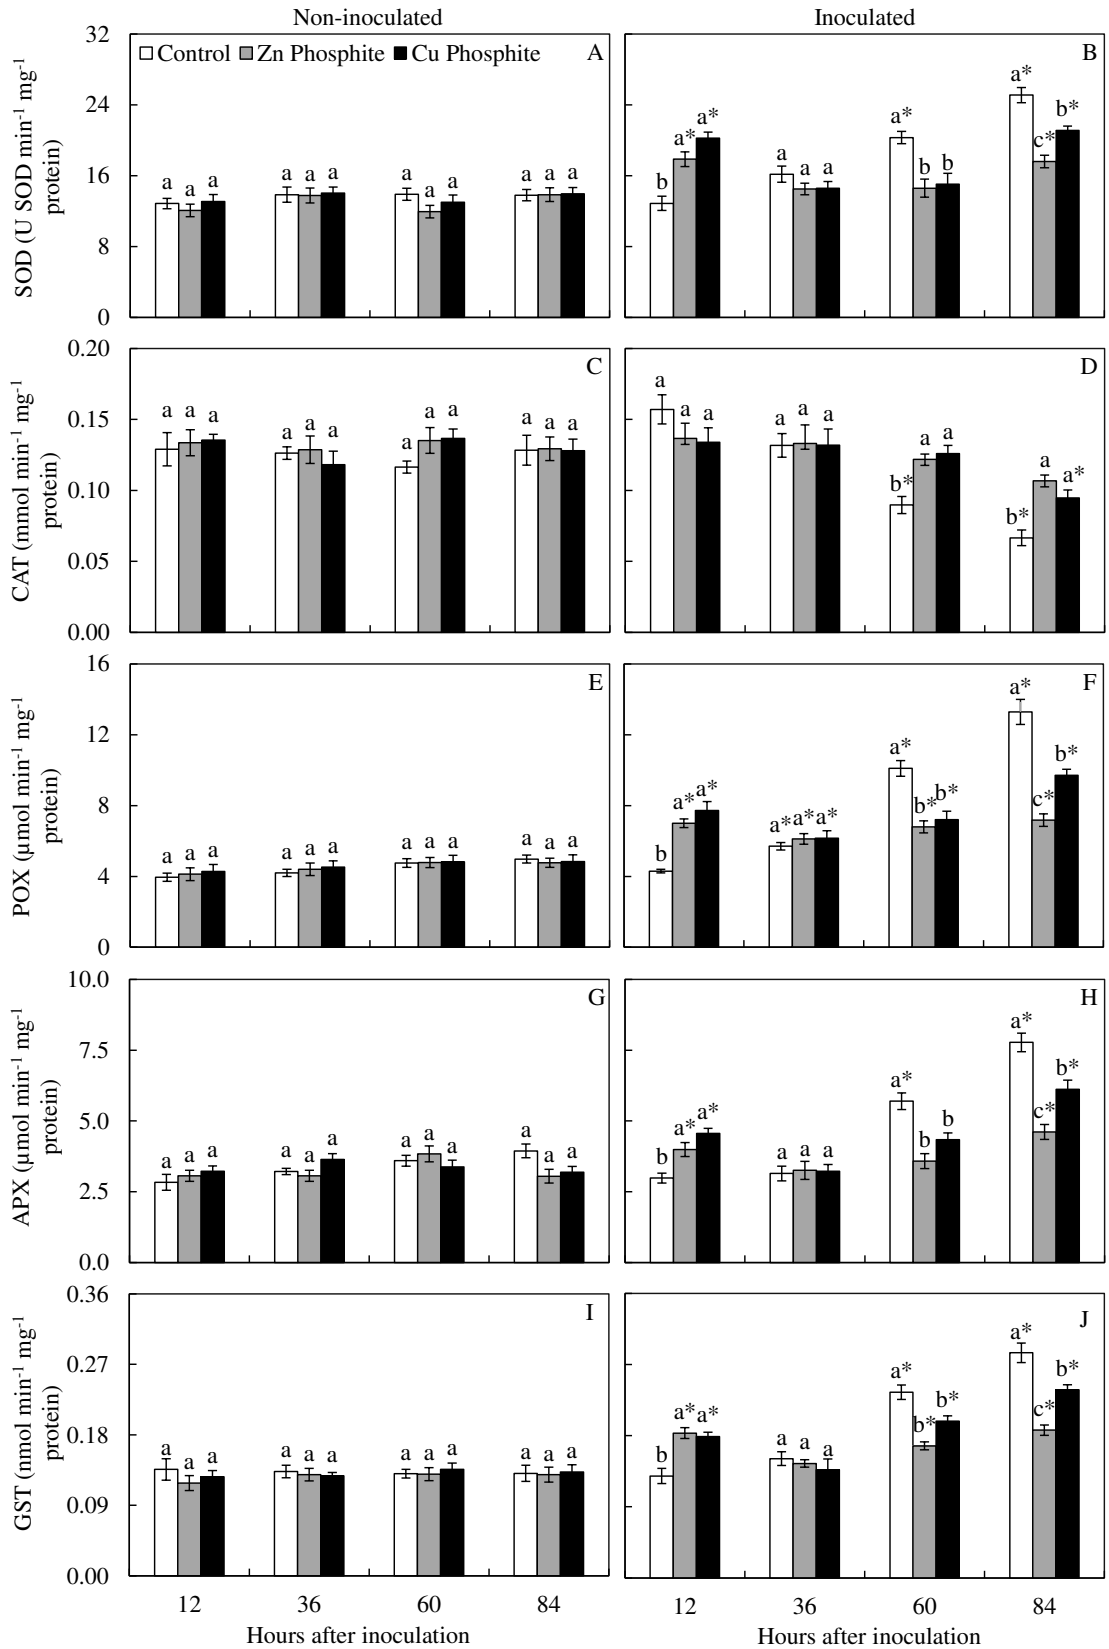 Non-inoculated
Inoculated
SOD (U SOD min-1 mg-1
protein)
32
24
16
8
0
Control Zn Phosphite Cu Phosphite A
a a a a a a a a a a a a
B
b a* a* a a a a* b b a* c* b*
CAT (mmol min-1 mg-1
protein)
0.20
0.15
0.10
0.05
0.00
C
a a a a a a a a a a a a
D
a a a a a a b* a a b* a a*
POX (µmol min-1 mg-1
protein)
16
12
8
4
0
E
a a a a a a a a a a a a
F
b a* a* a* a* a* a* b* b* a* c* b*
APX (µmol min-1 mg-1
protein)
10.0
7.5
5.0
2.5
0.0
G
a a a a a a a a a a a a
H
b a* a* a a a a* b b a* c* b*
GST (nmol min-1 mg-1
protein)
0.36
0.27
0.18
0.09
0.00
I
a a a a a a a a a a a a
J
b a* a* a a a a* b* b* a* c* b*
12 36 60 84
12 36 60 84
Hours after inoculation
Hours after inoculation